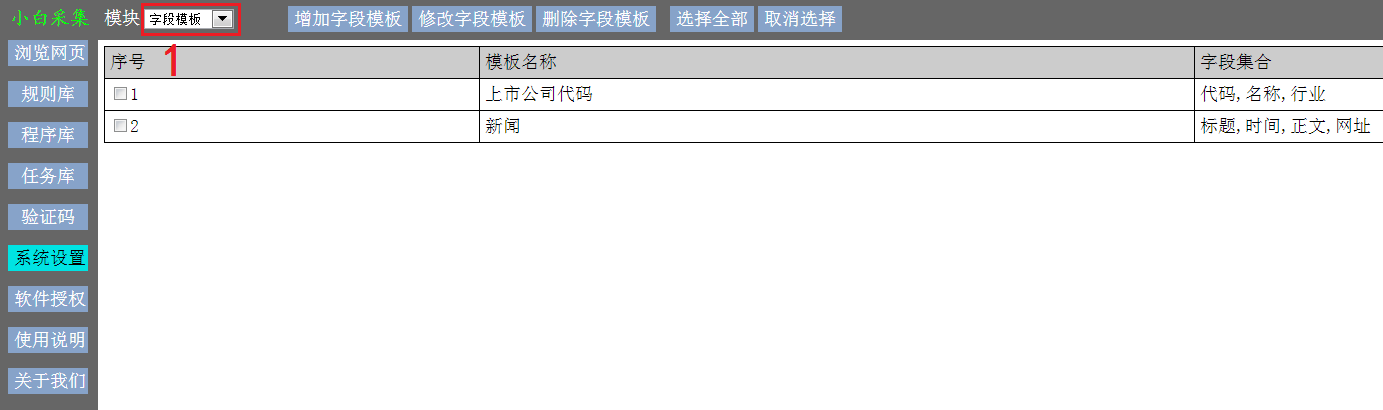 小白采集 模块 字段模板 增加字段模板 修改字段模板 删除字段模板 选择全部 取消选择
浏览网页
规则库
程序库
任务库
验证码
系统设置
软件授权
使用说明
关于我们
1
序号 模板名称 字段集合
1 上市公司代码 代码,名称,行业
2 新闻 标题,时间,正文,网址